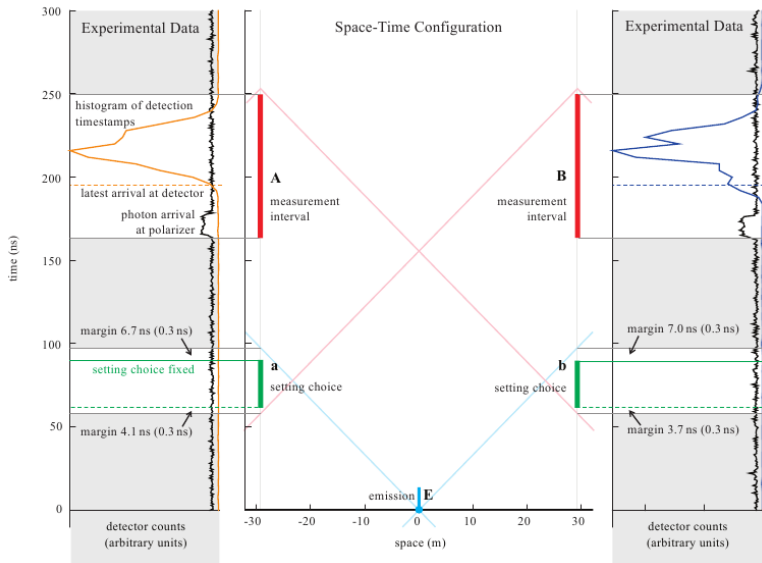 Experimental Data
Space-Time Configuration
Experimental Data
300
250
200
150
100
50
0
time (ns)
histogram of detection
timestamps
latest arrival at detector
photon arrival
at polarizer
margin 6.7 ns (0.3 ns)
setting choice fixed
margin 4.1 ns (0.3 ns)
detector counts
(arbitrary units)
A
measurement
interval
a
setting choice
B
measurement
interval
b
setting choice
emission E
-30
-20
-10
0
10
20
30
space (m)
margin 7.0 ns (0.3 ns)
margin 3.7 ns (0.3 ns)
detector counts
(arbitrary units)